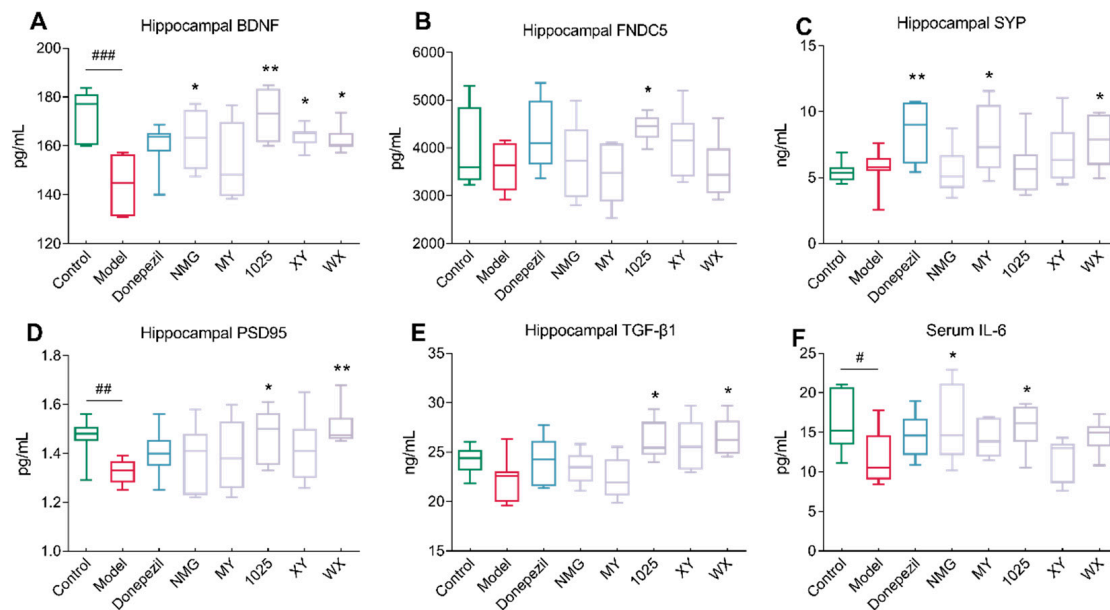 A
Hippocampal BDNF
pg/mL
200
180
160
140
120
###
*
**
*
*
Control
Model
Donepezil
NMG
MY
1025
XY
WX
B
Hippocampal FNDC5
pg/mL
6000
5000
4000
3000
2000
*
Control
Model
Donepezil
NMG
MY
1025
XY
WX
C
Hippocampal SYP
ng/mL
15
10
5
0
**
*
*
Control
Model
Donepezil
NMG
MY
1025
XY
WX
D
Hippocampal PSD95
pg/mL
1.8
1.6
1.4
1.2
1.0
##
*
**
Control
Model
Donepezil
NMG
MY
1025
XY
WX
E
Hippocampal TGF-β1
ng/mL
35
30
25
20
15
*
*
Control
Model
Donepezil
NMG
MY
1025
XY
WX
F
Serum IL-6
pg/mL
25
20
15
10
5
0
#
*
*
Control
Model
Donepezil
NMG
MY
1025
XY
WX